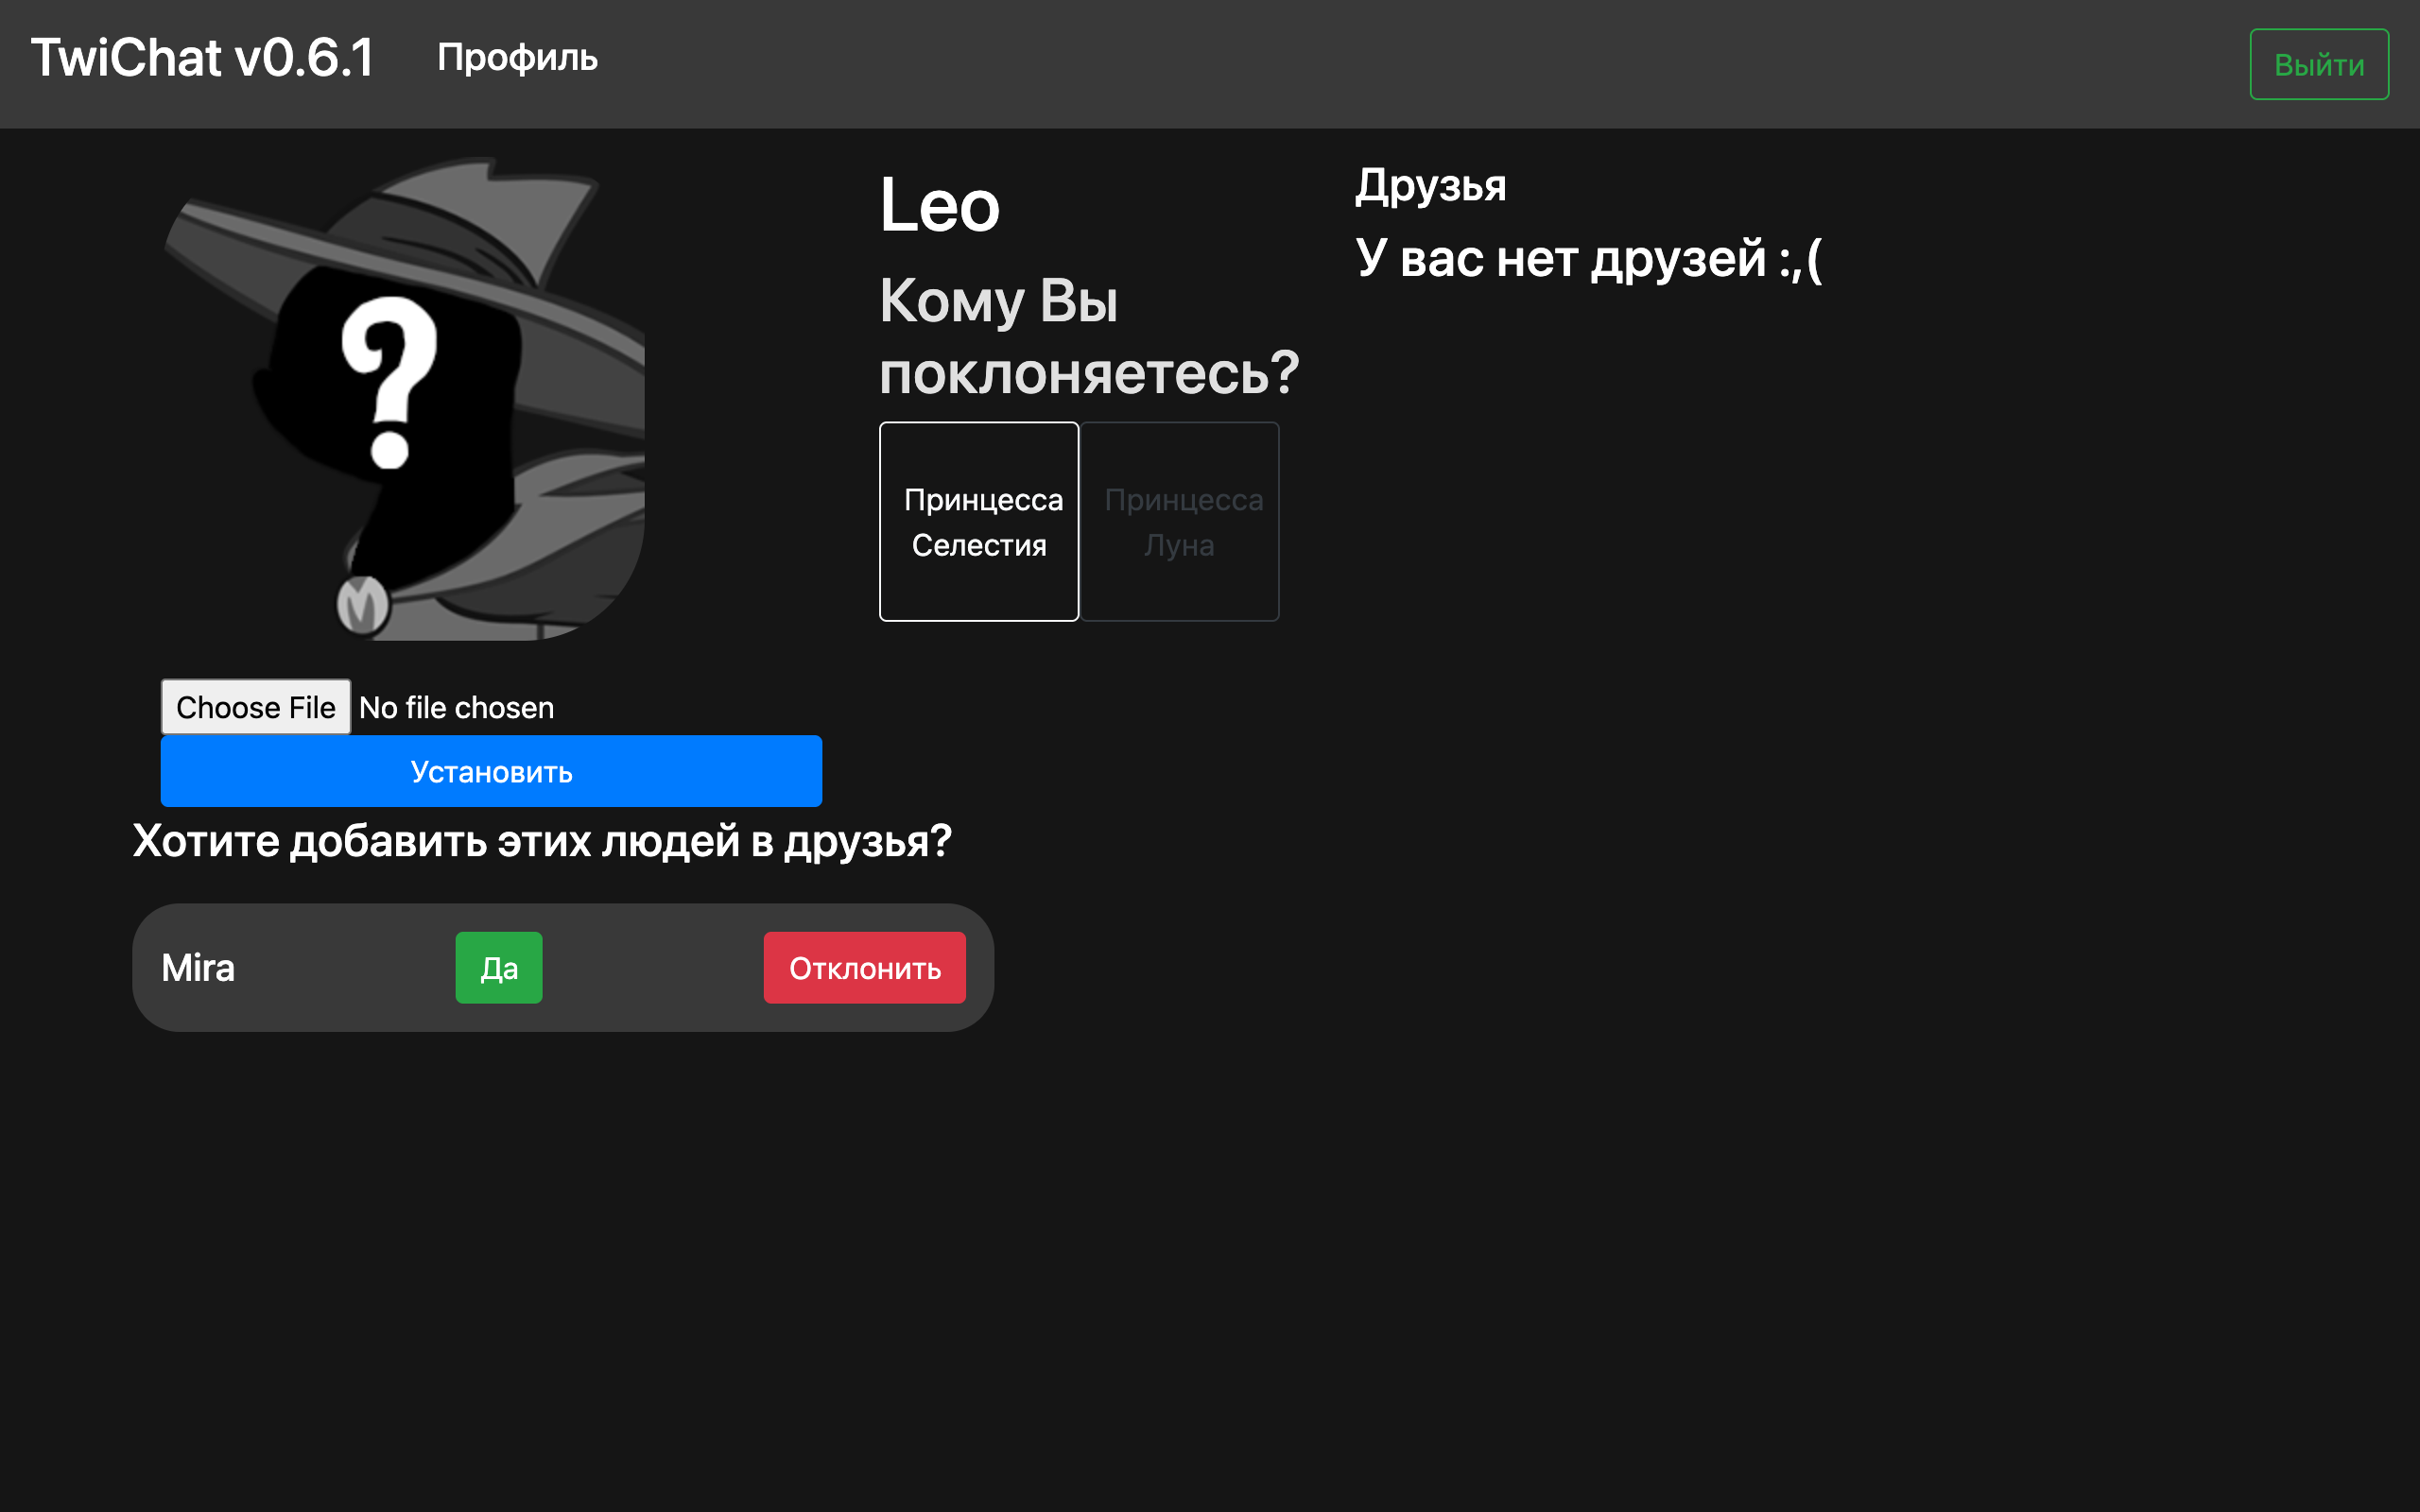 TwiChat v0.6.1
Профиль
Выйти
?
Leo
Кому Вы
поклоняетесь?
Принцесса
Селестия
Принцесса
Луна
Друзья
У вас нет друзей :,(
Choose File No file chosen
Установить
Хотите добавить этих людей в друзья?
Mira
Да
Отклонить